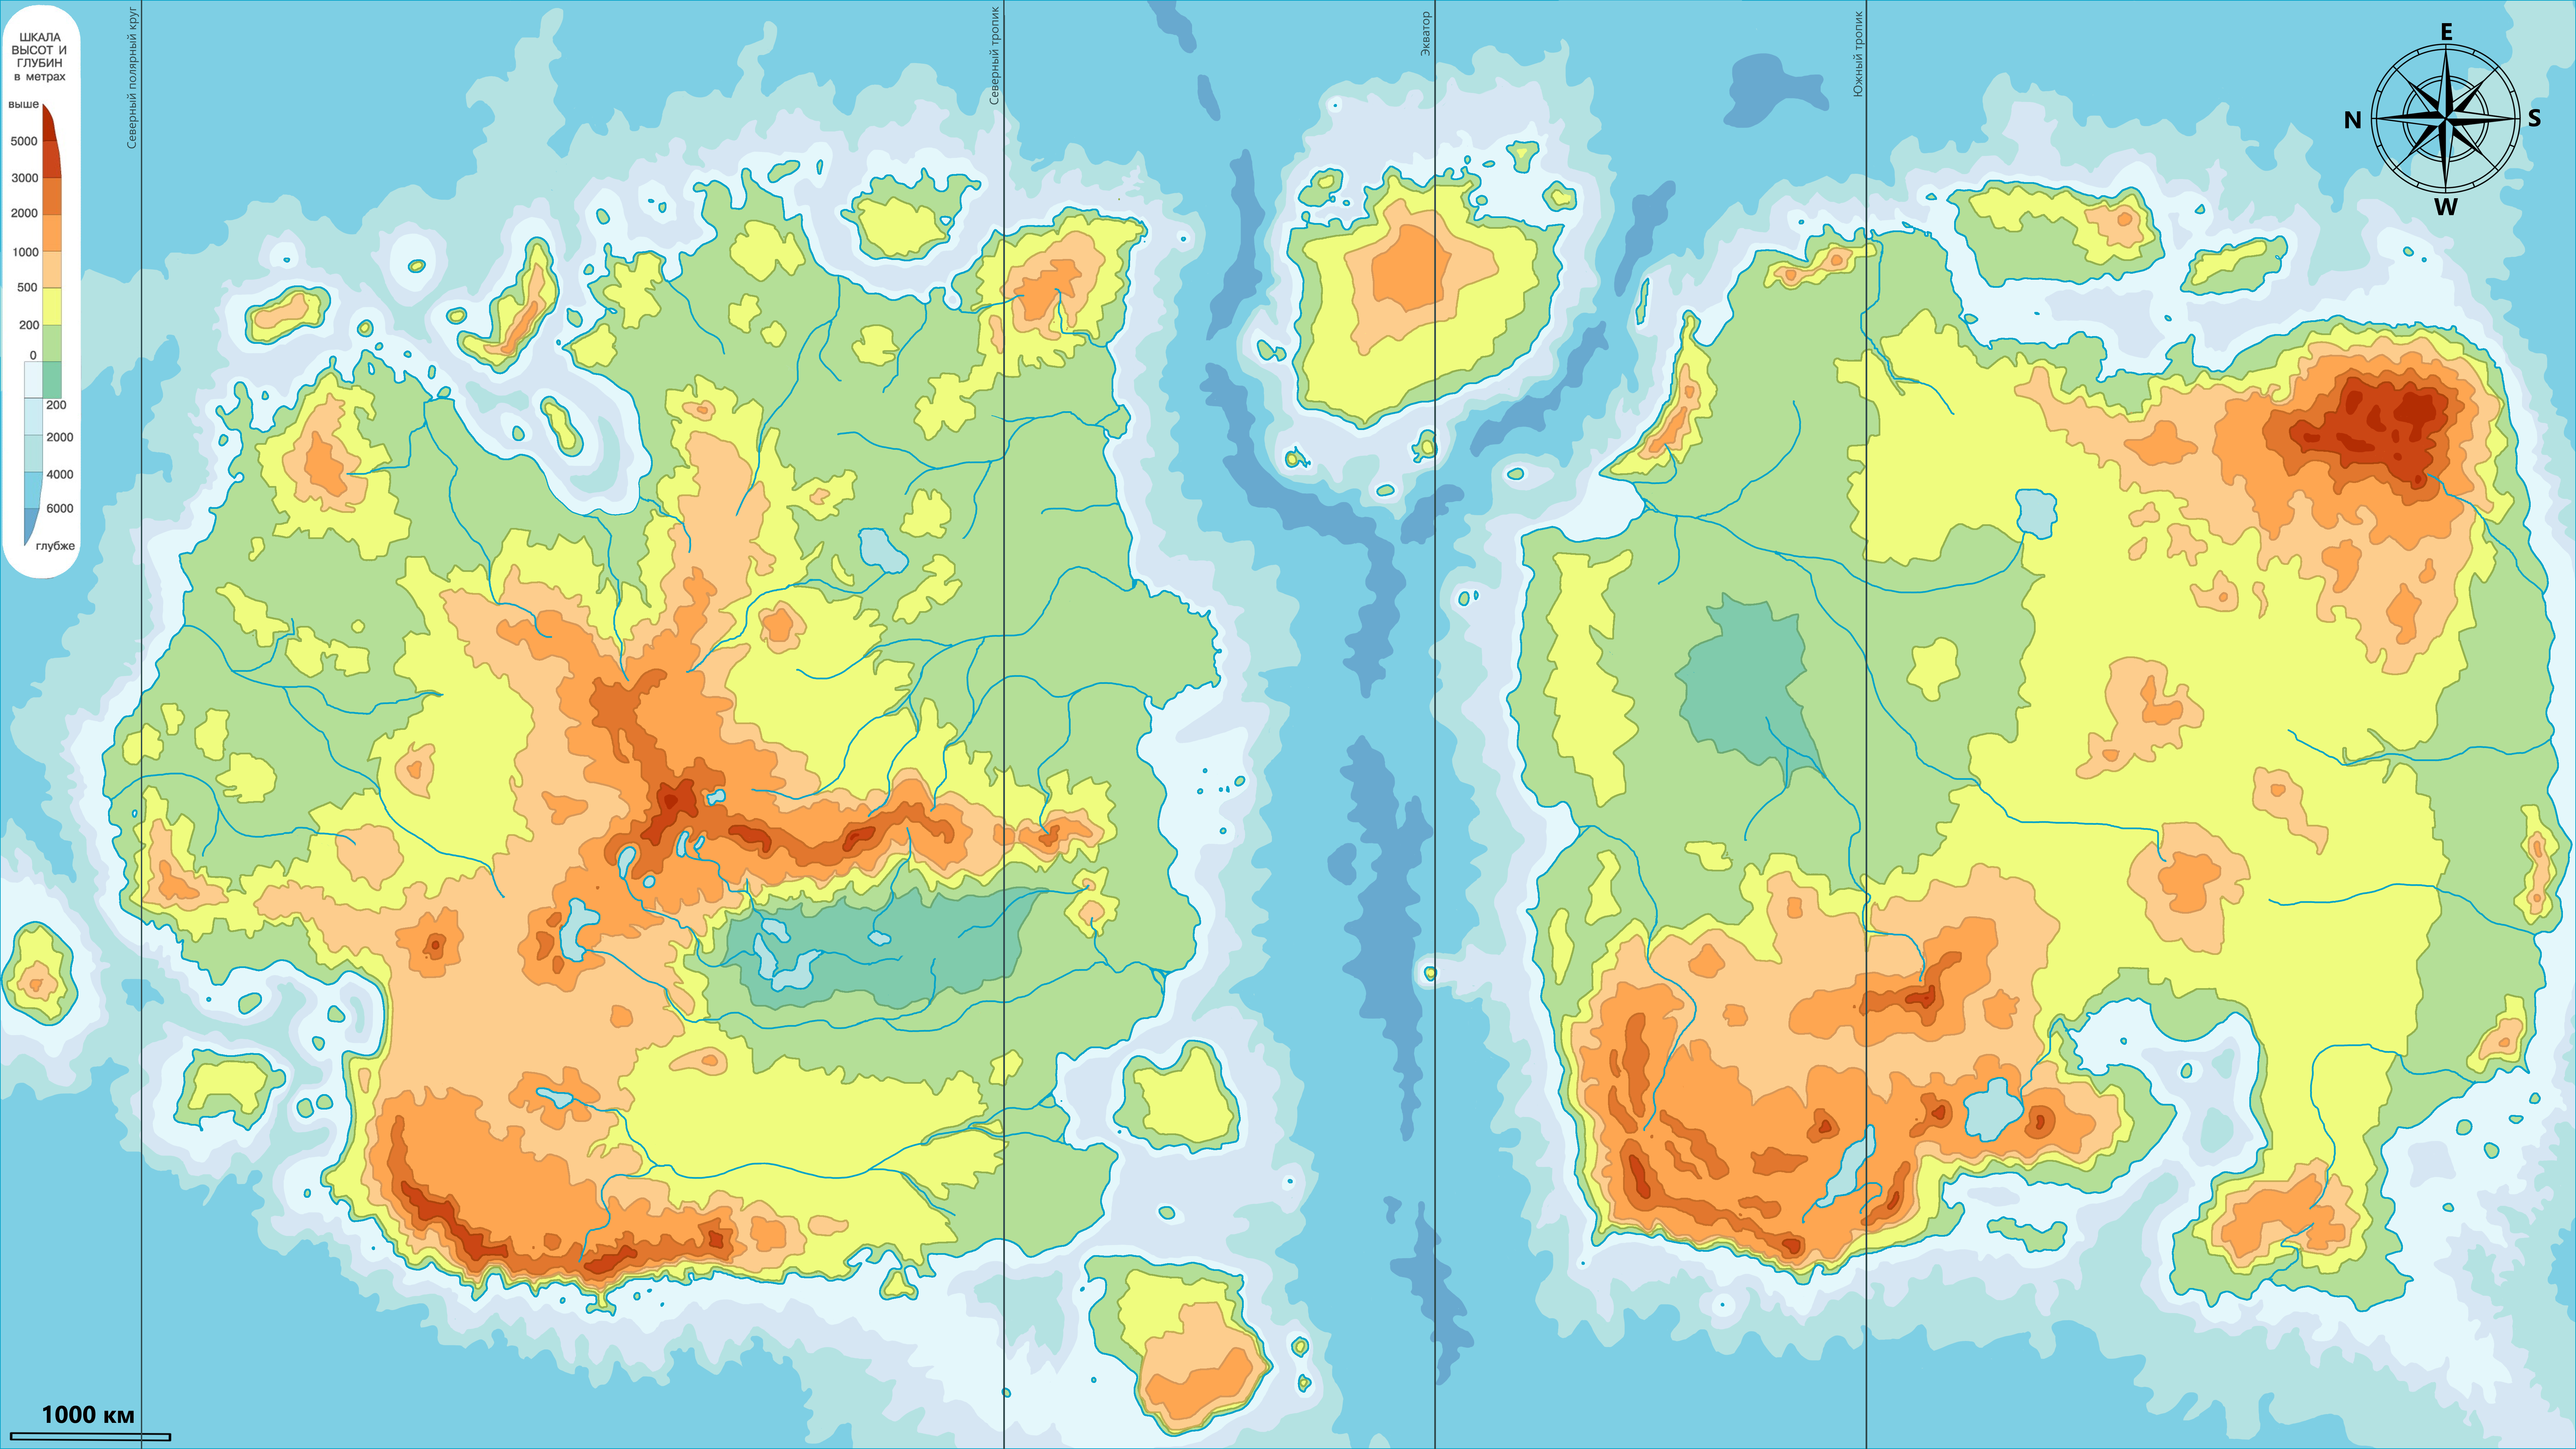 ШКАЛА
ВЫСОТ И
ГЛУБИН
в метрах
выше
5000
3000
2000
1000
500
200
0
200
2000
4000
6000
глубже
Северный полярный круг
Северный тропик
Экватор
Южный тропик
E
N
S
W
1000 км